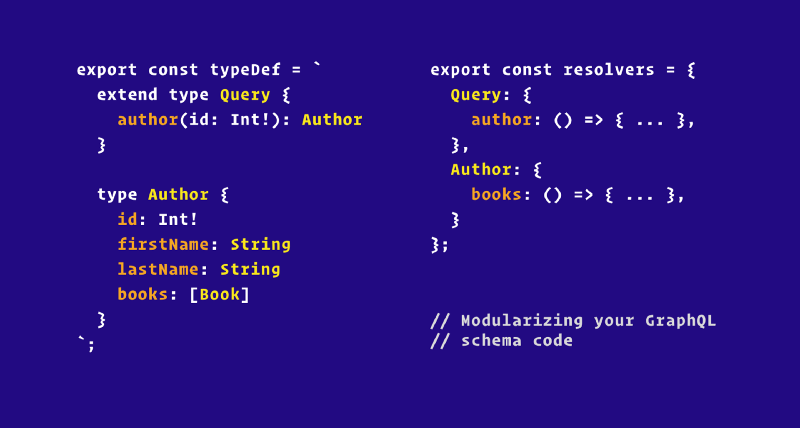 export const typeDef = `
  extend type Query {
    author(id: Int!): Author
  }

  type Author {
    id: Int!
    firstName: String
    lastName: String
    books: [Book]
  }
`;
export const resolvers = {
  Query: {
    author: () => { ... },
  },
  Author: {
    books: () => { ... },
  }
};
// Modularizing your GraphQL
// schema code